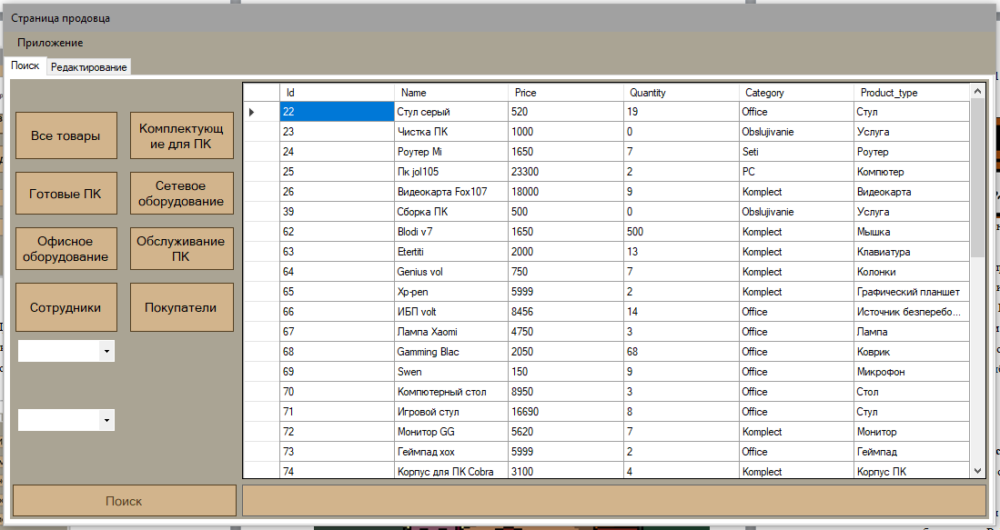 Страница продовца
Приложение
Поиск Редактирование
Все товары
Комплектующ
ие для ПК
Готовые ПК
Сетевое
оборудование
Офисное
оборудование
Обслуживание
ПК
Сотрудники
Покупатели
Поиск
Id Name Price Quantity Category Product_type
22 Стул серый 520 19 Office Стул
23 Чистка ПК 1000 0 Obslujivanie Услуга
24 Роутер Mi 1650 7 Seti Роутер
25 Пк jol105 23300 2 PC Компютер
26 Видеокарта Fox107 18000 9 Komplect Видеокарта
39 Сборка ПК 500 0 Obslujivanie Услуга
62 Blodi v7 1650 500 Komplect Мышка
63 Etertiti 2000 13 Komplect Клавиатура
64 Genius vol 750 7 Komplect Колонки
65 Xp-pen 5999 2 Komplect Графический планшет
66 ИБП volt 8456 14 Office Источник безперебо...
67 Лампа Xaomi 4750 3 Office Лампа
68 Gamming Blac 2050 68 Office Коврик
69 Swen 150 9 Office Микрофон
70 Компютерный стол 8950 3 Office Стол
71 Игровой стул 16690 8 Office Стул
72 Монитор GG 5620 7 Komplect Монитор
73 Геймпад xox 5999 2 Office Геймпад
74 Корпус для ПК Cobra 3100 4 Komplect Корпус ПК